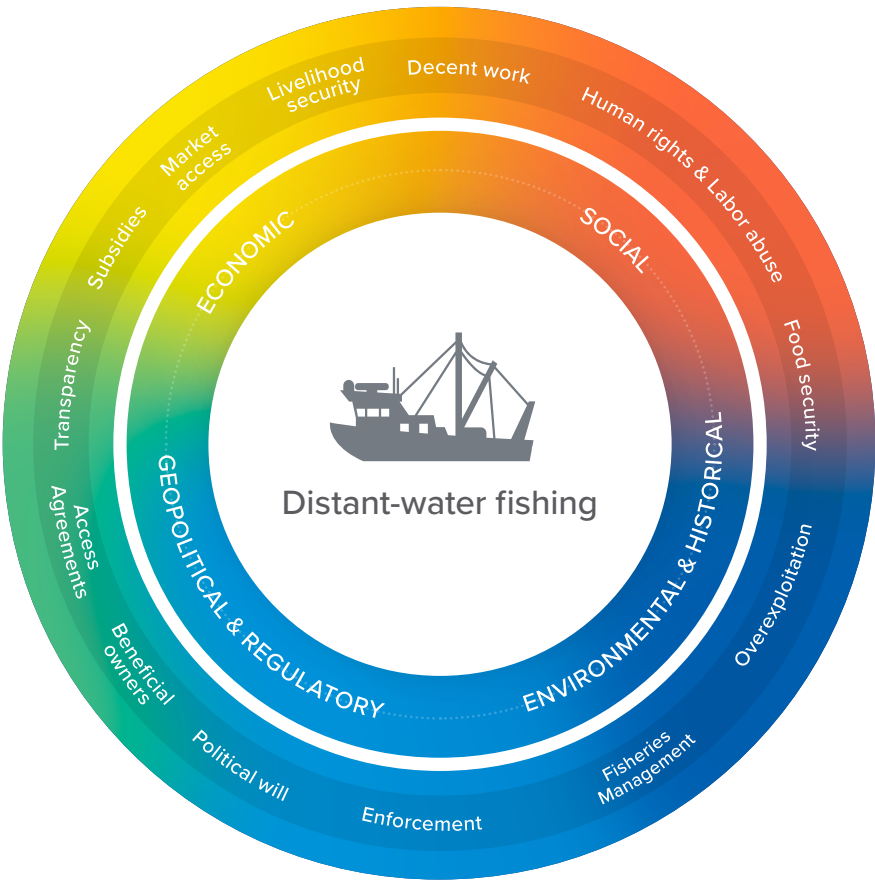 Decent work
Human rights & Labor abuse
Food security
Overexploitation
Fisheries
Management
Enforcement
Political will
Beneficial
owners
Access
Agreements
Transparency
Subsidies
Market
access
Livelihood
security
ECONOMIC
SOCIAL
ENVIRONMENTAL & HISTORICAL
GEOPOLITICAL & REGULATORY
Distant-water fishing